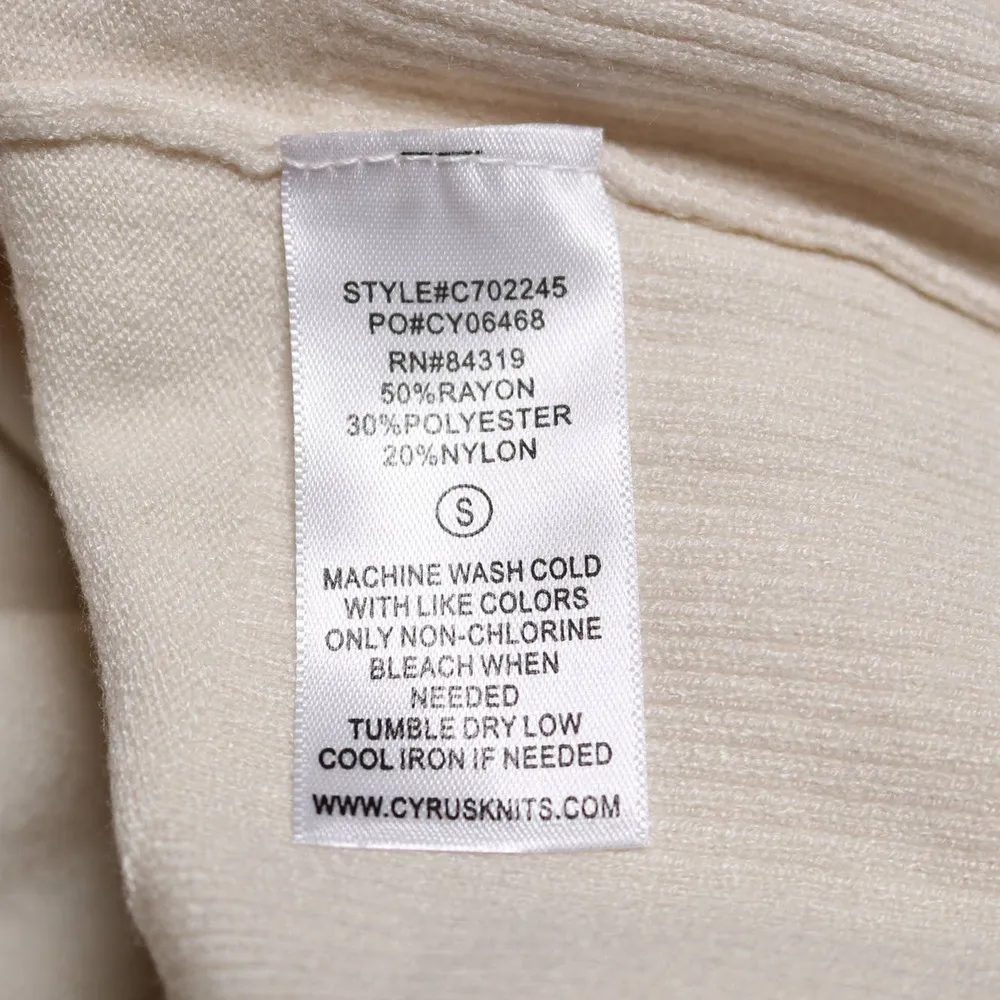 STYLE#C702245
PO#CY06468
RN#84319
50%RAYON
30%POLYESTER
20%NYLON
S
MACHINE WASH COLD
WITH LIKE COLORS
ONLY NON-CHLORINE
BLEACH WHEN
NEEDED
TUMBLE DRY LOW
COOL IRON IF NEEDED
WWW.CYRUSKNITS.COM